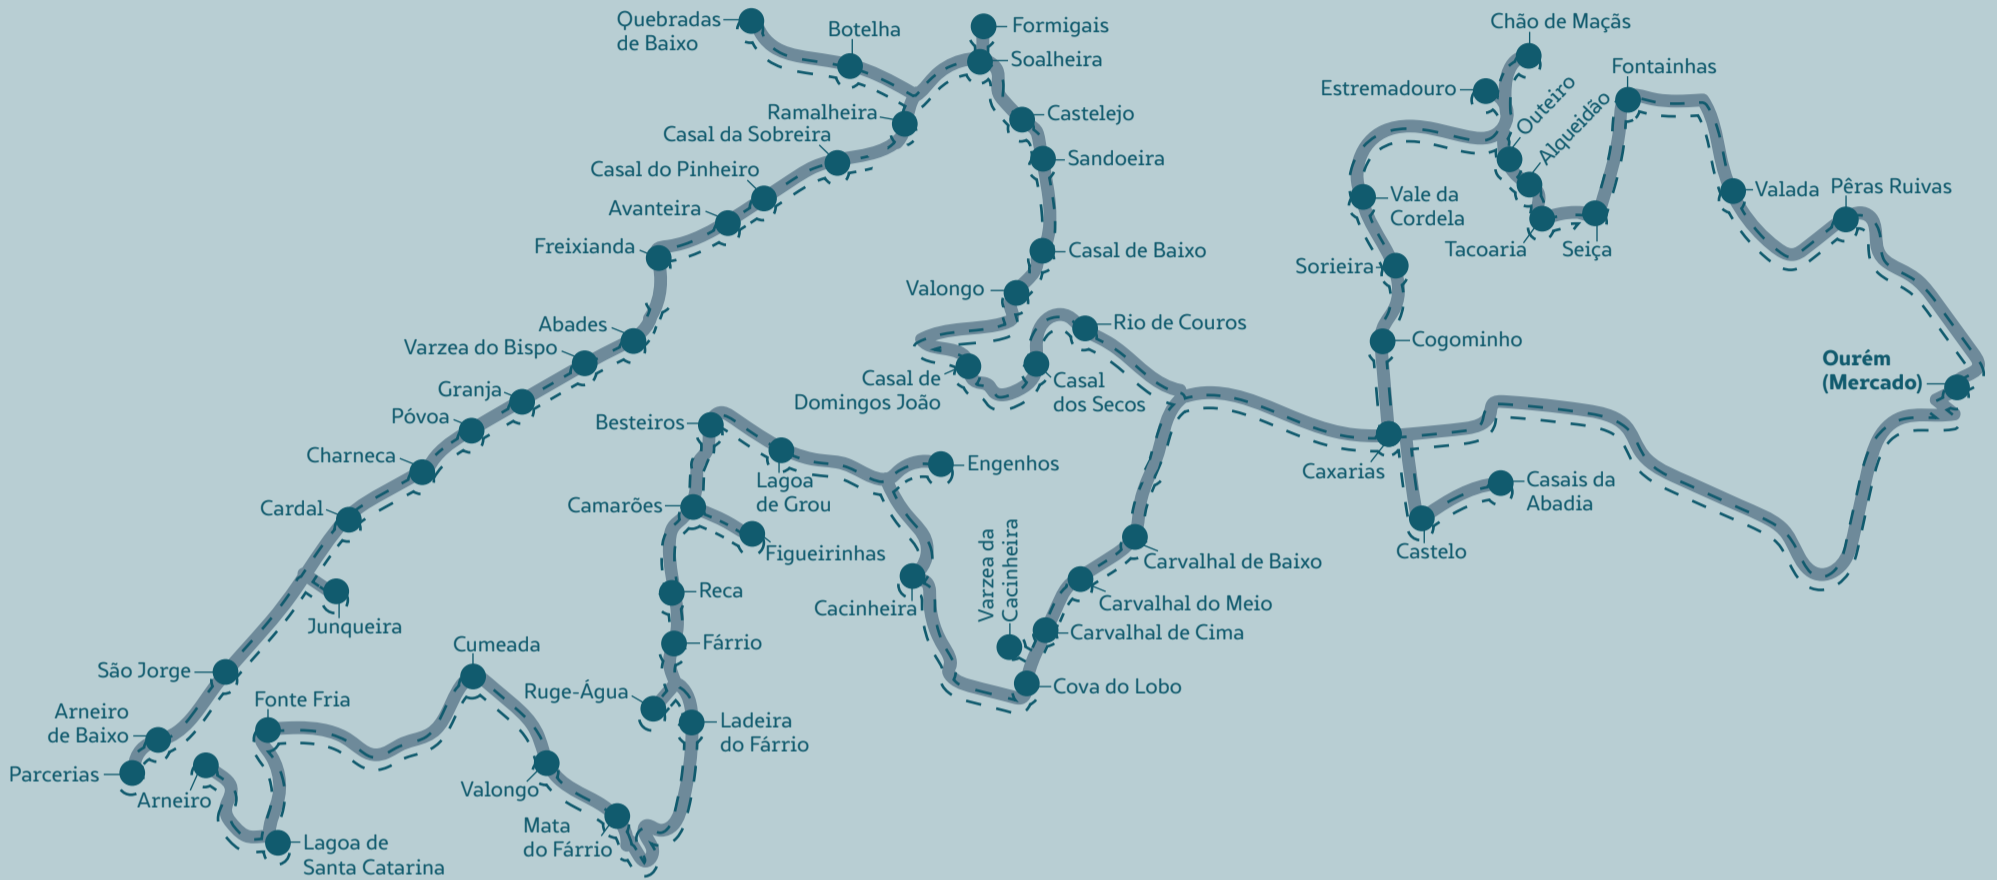 Quebradas
de Baixo
Botelha
Formigais
Soalheira
Ramalheira
Casal da Sobreira
Casal do Pinheiro
Avanteira
Freixianda
Castelejo
Sandoeira
Casal de Baixo
Valongo
Abades
Varzea do Bispo
Granja
Póvoa
Charneca
Cardal
Junqueira
São Jorge
Arneiro
de Baixo
Parcerias
Arneiro
Fonte Fria
Lagoa de
Santa Catarina
Cumeada
Valongo
Mata
do Fárrio
Ruge-Água
Ladeira
do Fárrio
Fárrio
Reca
Camarões
Figueirinhas
Besteiros
Lagoa
de Grou
Engenhos
Cacinheira
Varzea da
Cacinheira
Cova do Lobo
Carvalhal de Cima
Carvalhal do Meio
Carvalhal de Baixo
Casal de
Domingos João
Casal
dos Secos
Rio de Couros
Chão de Maçãs
Estremadouro
Outeiro
Alqueidão
Fontainhas
Vale da
Cordela
Tacoaria
Seiça
Valada
Pêras Ruivas
Sorieira
Cogominho
Ourém
(Mercado)
Caxarias
Castelo
Casais da
Abadia